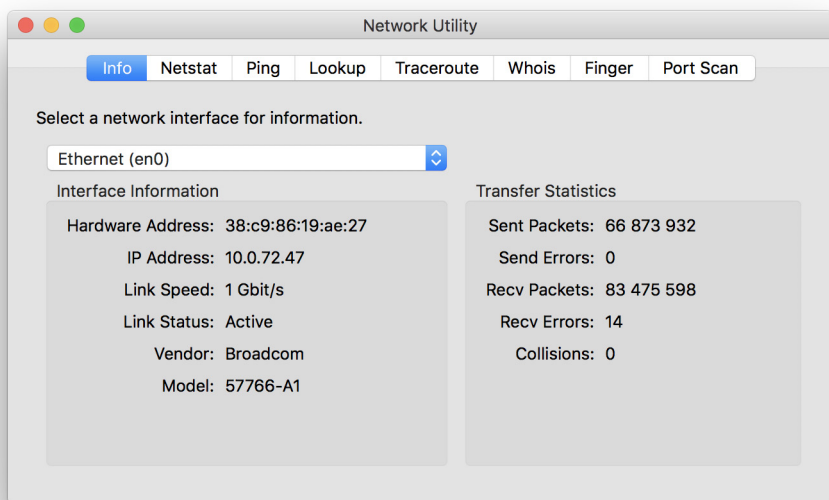 Network Utility
Info Netstat Ping Lookup Traceroute Whois Finger Port Scan
Select a network interface for information.
Ethernet (en0)
Interface Information
Hardware Address: 38:c9:86:19:ae:27
IP Address: 10.0.72.47
Link Speed: 1 Gbit/s
Link Status: Active
Vendor: Broadcom
Model: 57766-A1
Transfer Statistics
Sent Packets: 66 873 932
Send Errors: 0
Recv Packets: 83 475 598
Recv Errors: 14
Collisions: 0